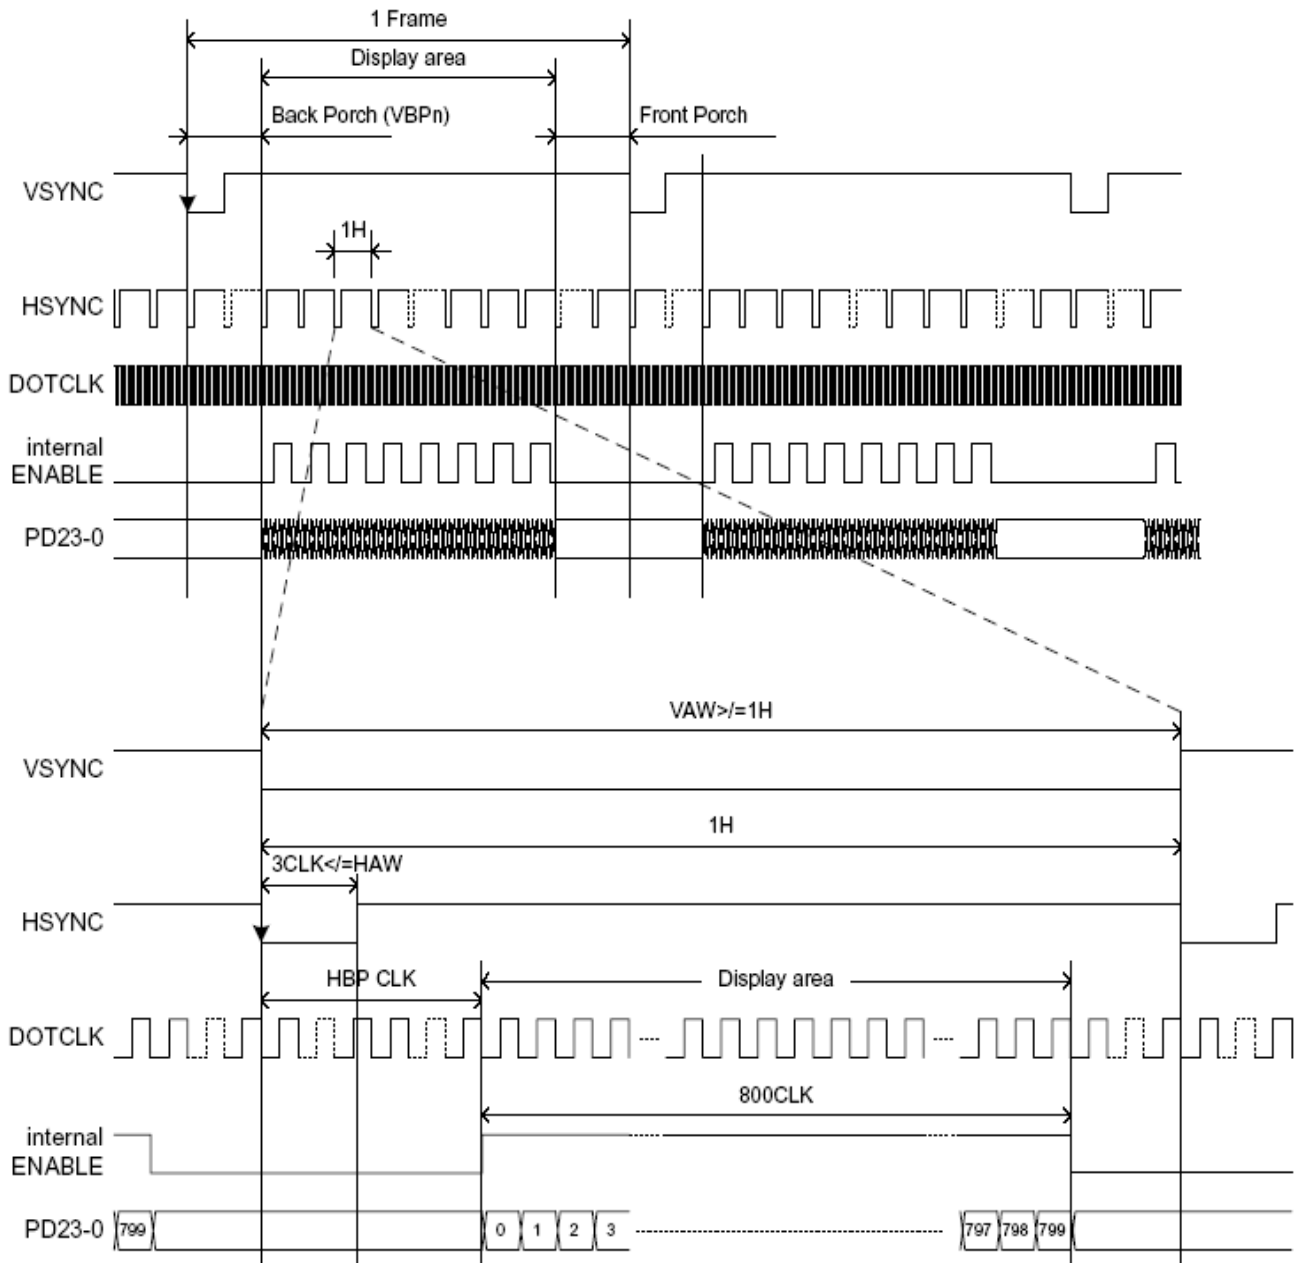 1 Frame
Display area
Back Porch (VBPn)
Front Porch
VSYNC
1H
HSYNC
DOTCLK
internal
ENABLE
PD23-0
VAW>/=1H
VSYNC
1H
3CLK</=HAW
HSYNC
HBP CLK
Display area
DOTCLK
800CLK
internal
ENABLE
PD23-0 799 0 1 2 3 797 798 799